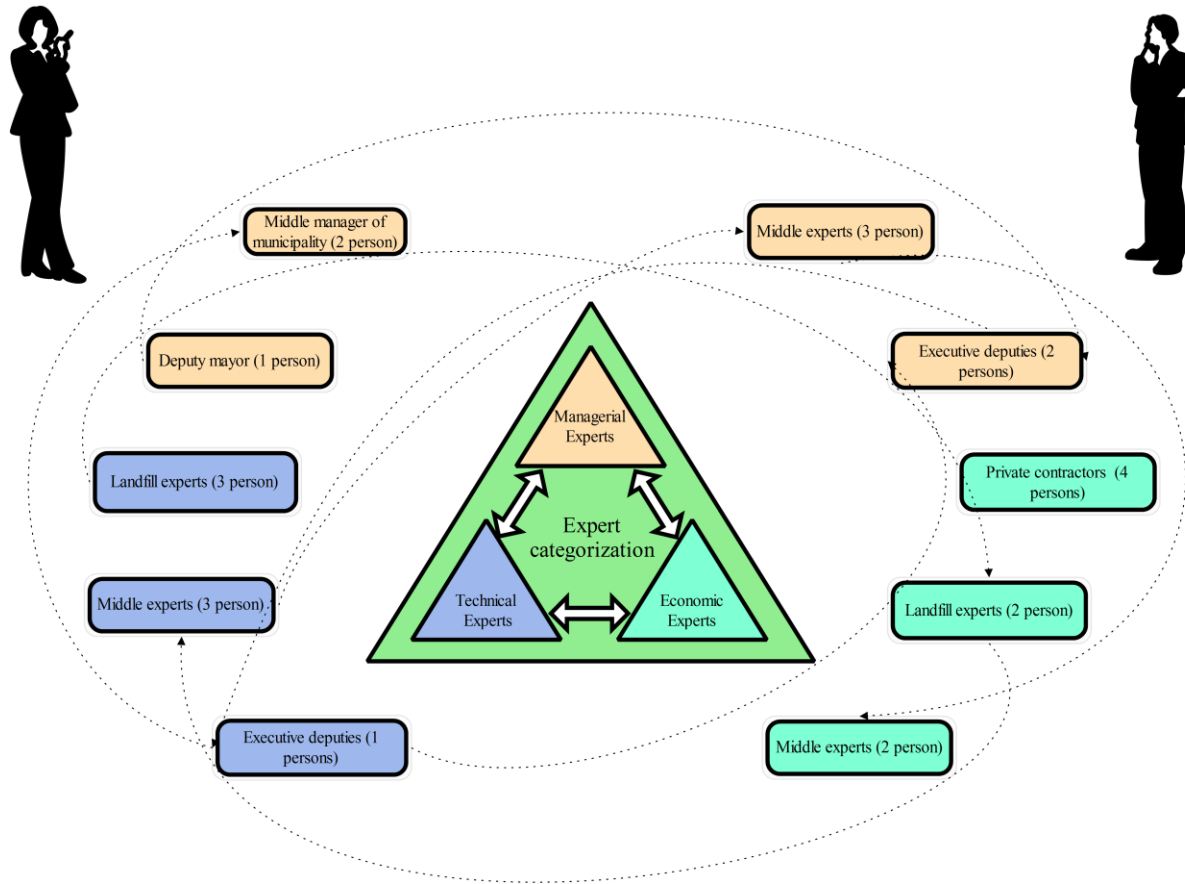 Middle manager of
municipality (2 person)
Middle experts (3 person)
Deputy mayor (1 person)
Executive deputies (2
persons)
Managerial
Experts
Landfill experts (3 person)
Private contractors  (4
persons)
Expert
categorization
Middle experts (3 person)
Technical
Experts
Economic
Experts
Landfill experts (2 person)
Executive deputies (1
persons)
Middle experts (2 person)